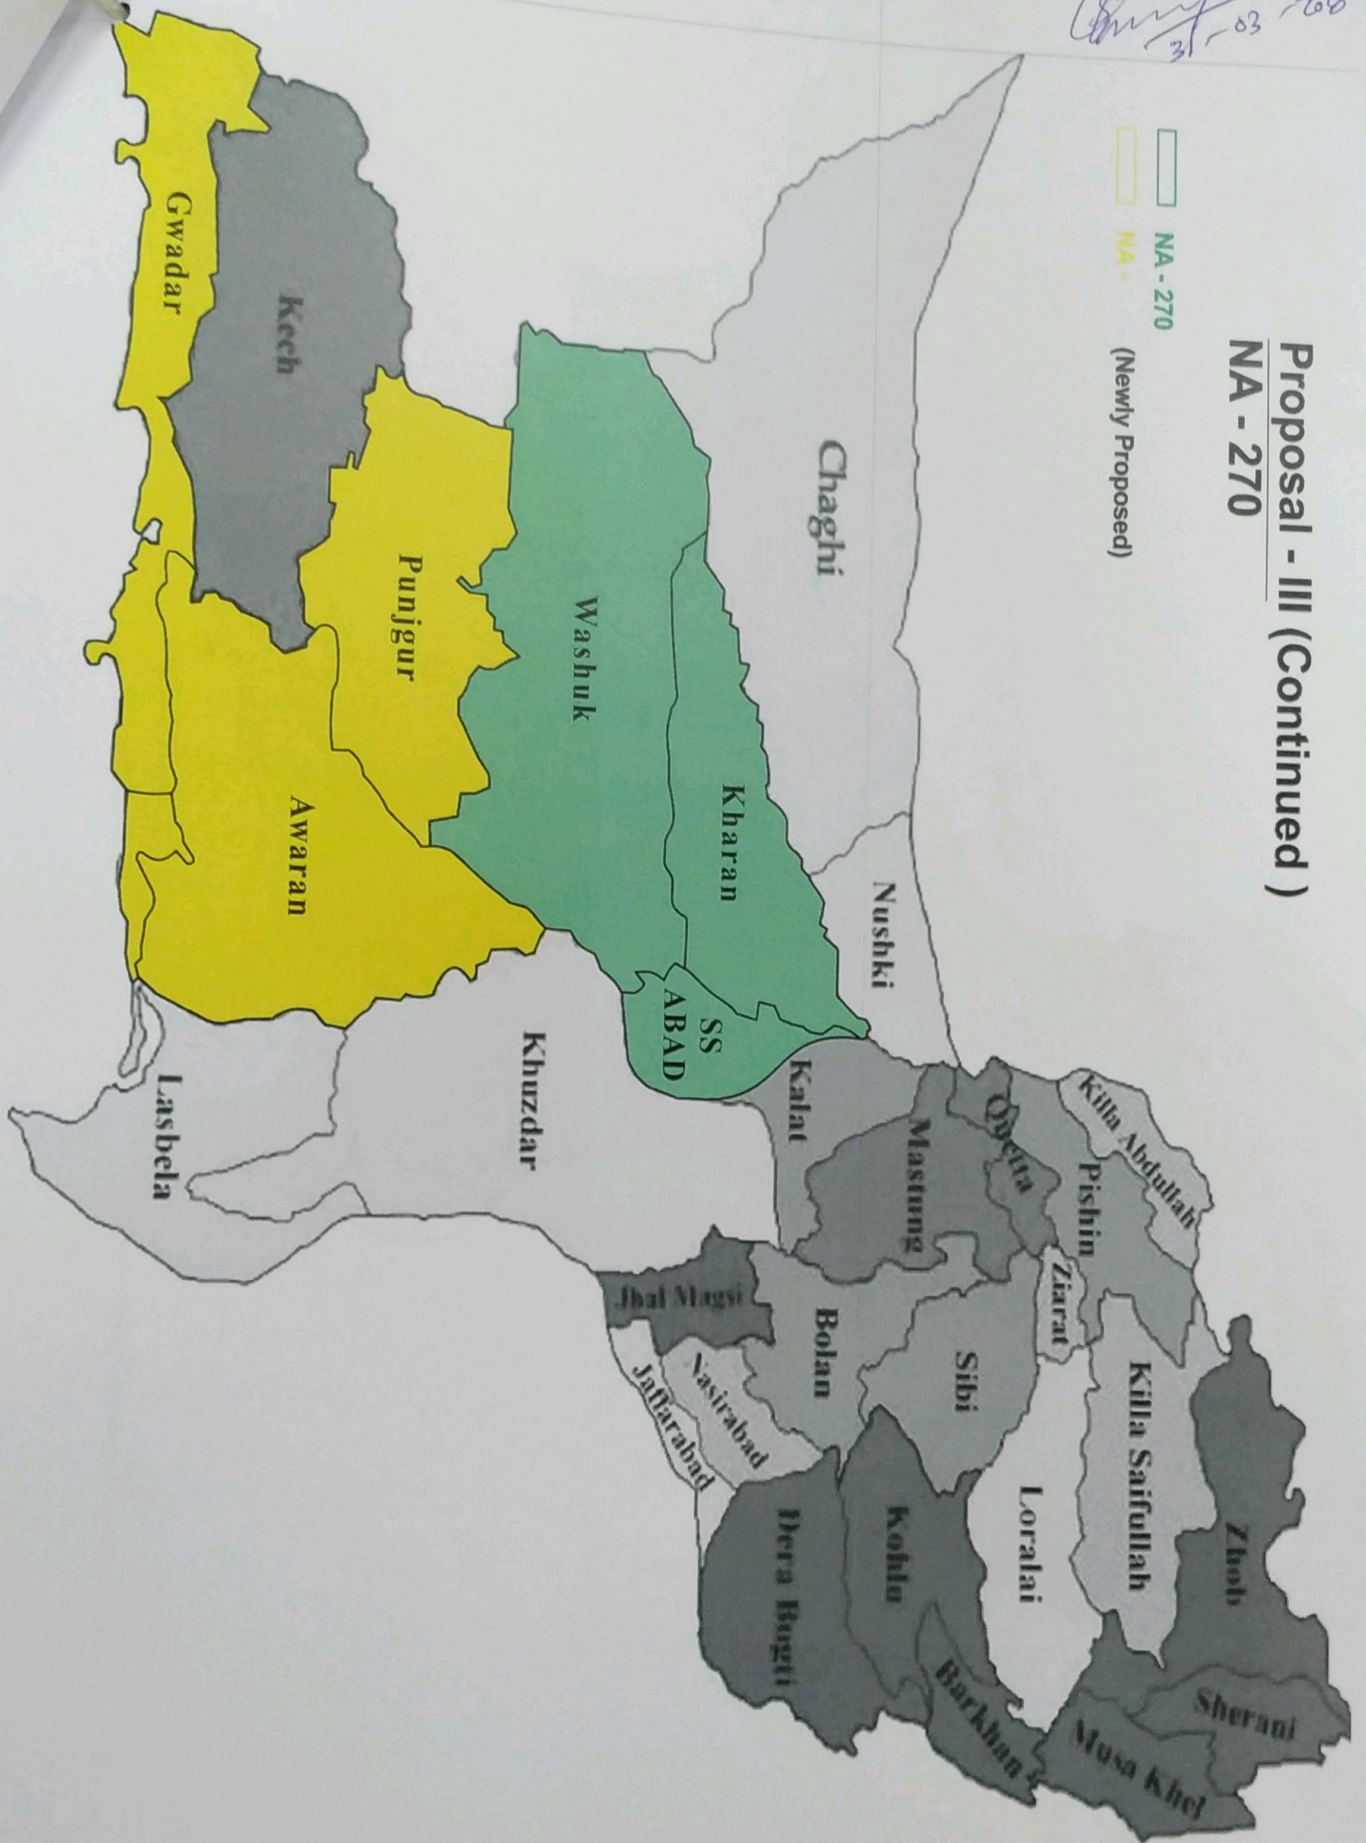 Proposal - III (Continued )
NA - 270
NA - 270
NA - (Newly Proposed)
Killa Abdullah
Pishin
Quetta
Ziarat
Killa Saifullah
Zhob
Sherani
Musa Khel
Loralai
Barkhan
Kohlu
Sibi
Mastung
Kalat
Bolan
Dera Bugti
Nasirabad
Jaffarabad
Jhal Magsi
Chaghi
Nushki
Kharan
SS
ABAD
Washuk
Khuzdar
Punjgur
Kech
Awaran
Gwadar
Lasbela